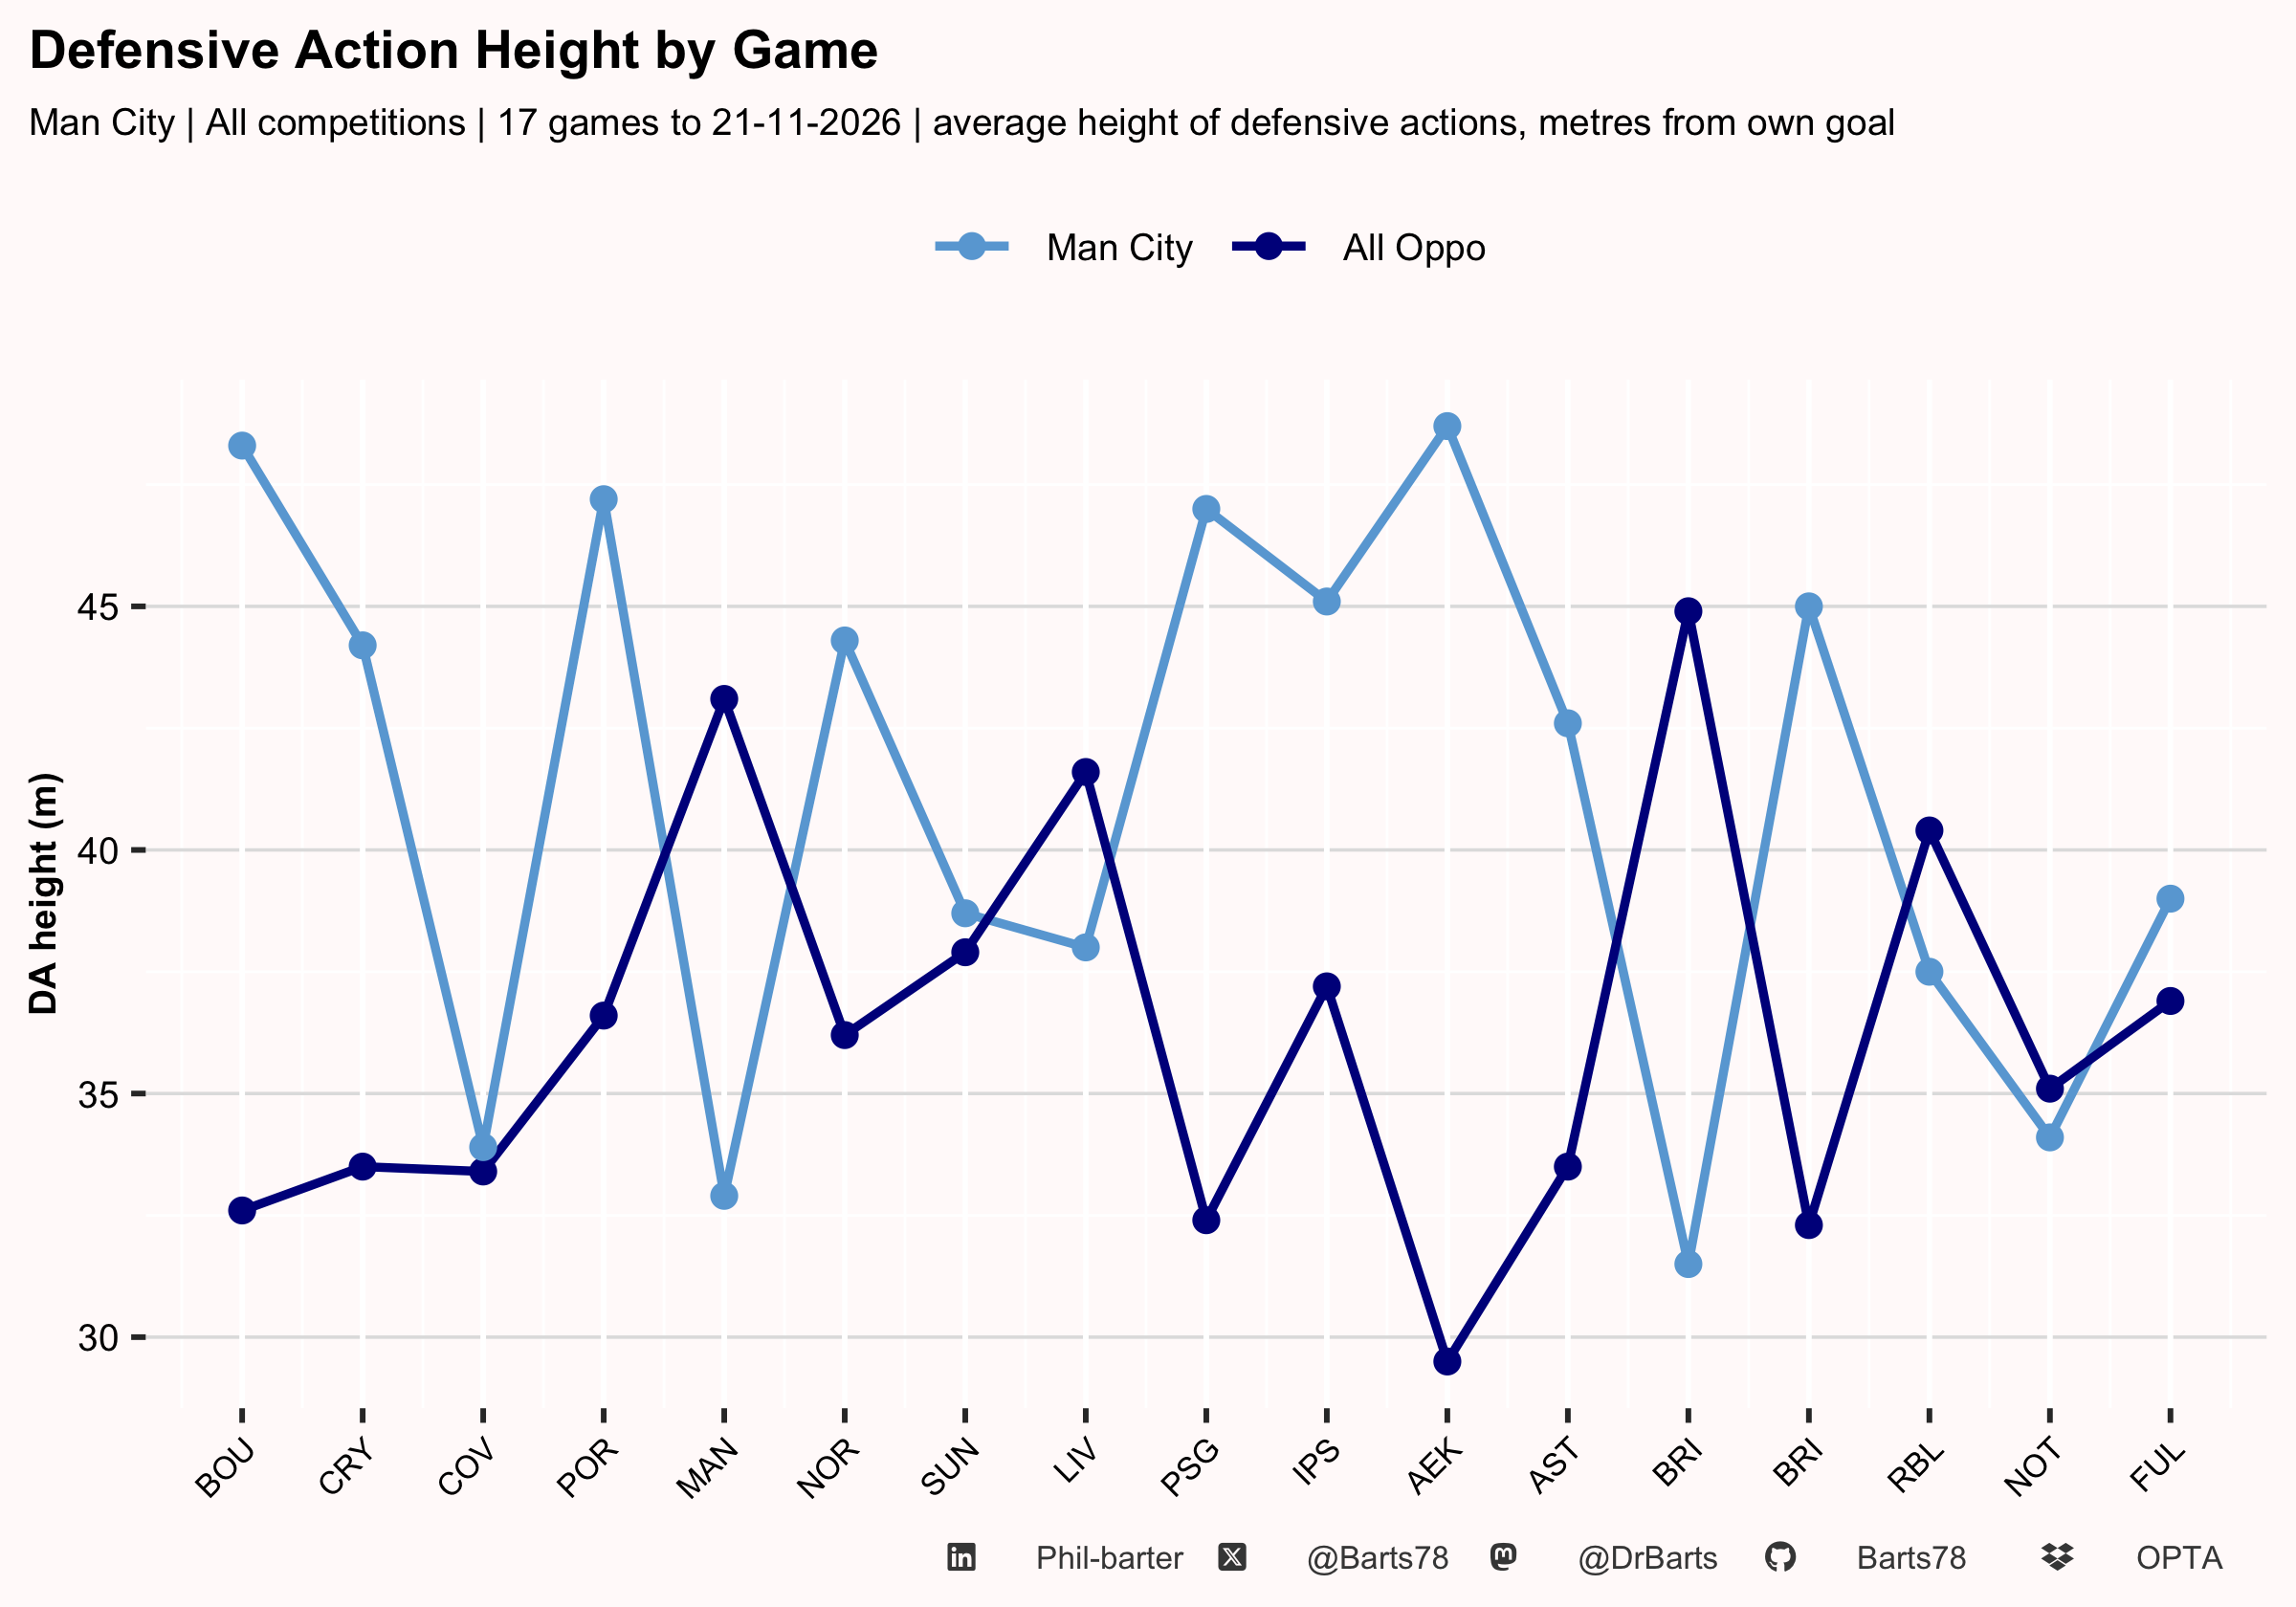 Defensive Action Height by Game
Man City | All competitions | 17 games to 21-11-2026 | average height of defensive actions, metres from own goal
Man City All Oppo
DA height (m)
45
40
35
30
BOU CRY COV POR MAN NOR SUN LIV PSG IPS AEK AST BRI BRI RBL NOT FUL
Phil-barter @Barts78 @DrBarts Barts78 OPTA